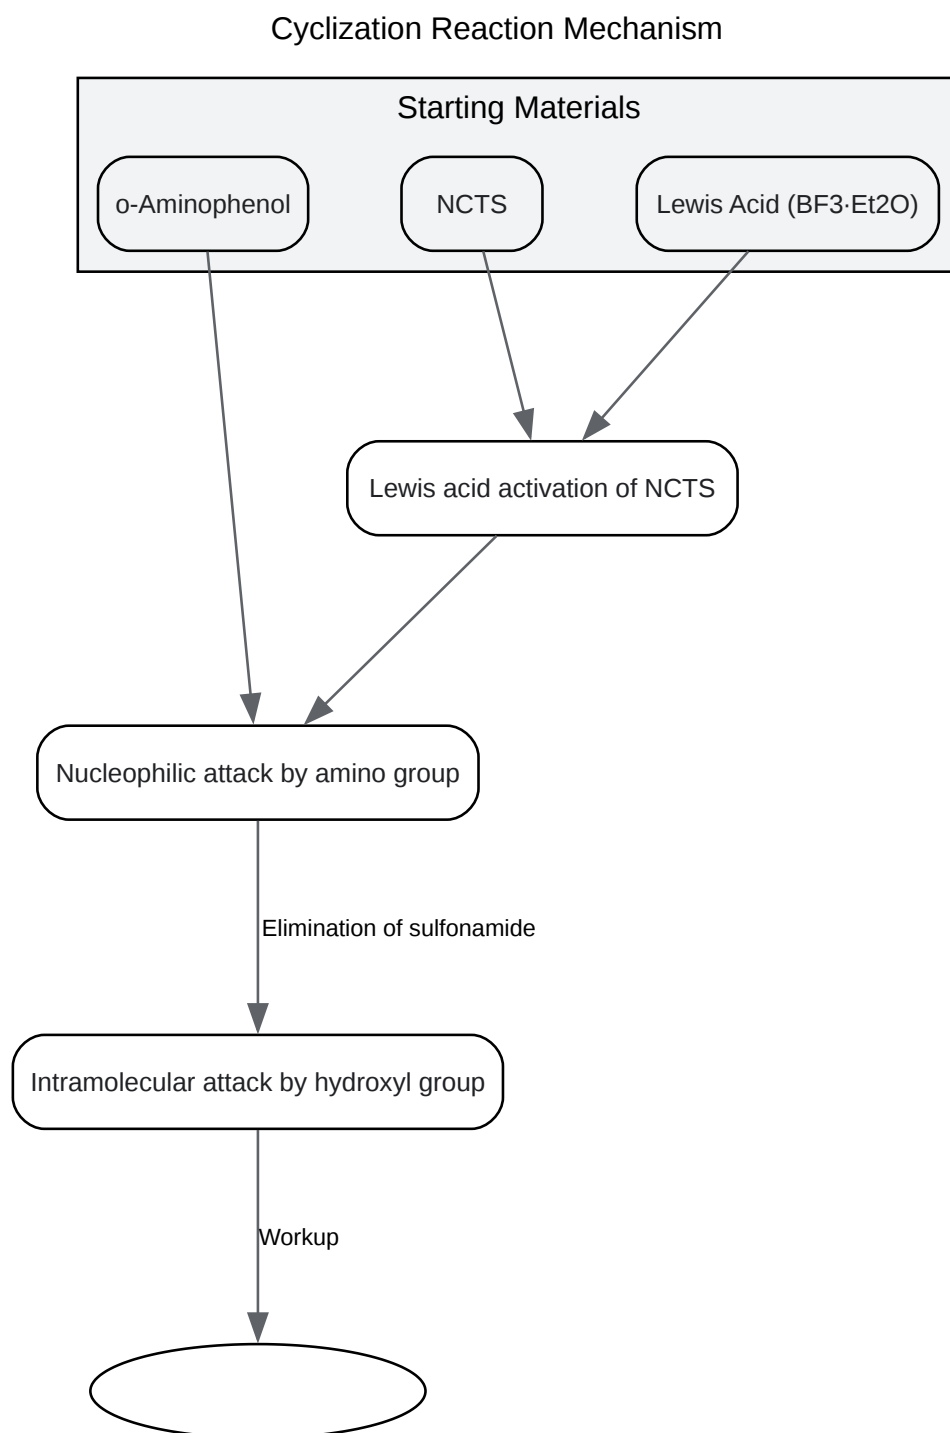 Cyclization Reaction Mechanism
Starting Materials
o-Aminophenol
NCTS
Lewis Acid (BF3·Et2O)
Lewis acid activation of NCTS
Nucleophilic attack by amino group
Elimination of sulfonamide
Intramolecular attack by hydroxyl group
Workup